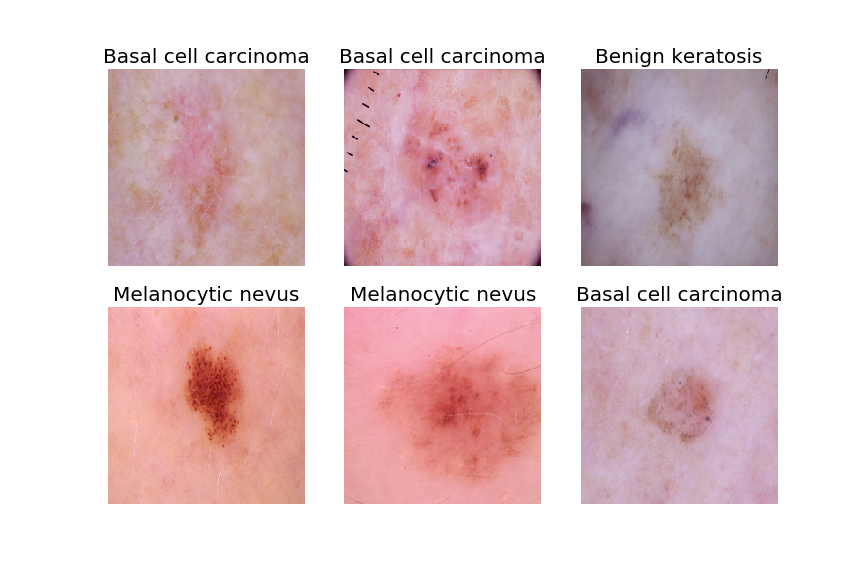 Basal cell carcinoma
Basal cell carcinoma
Benign keratosis
Melanocytic nevus
Melanocytic nevus
Basal cell carcinoma